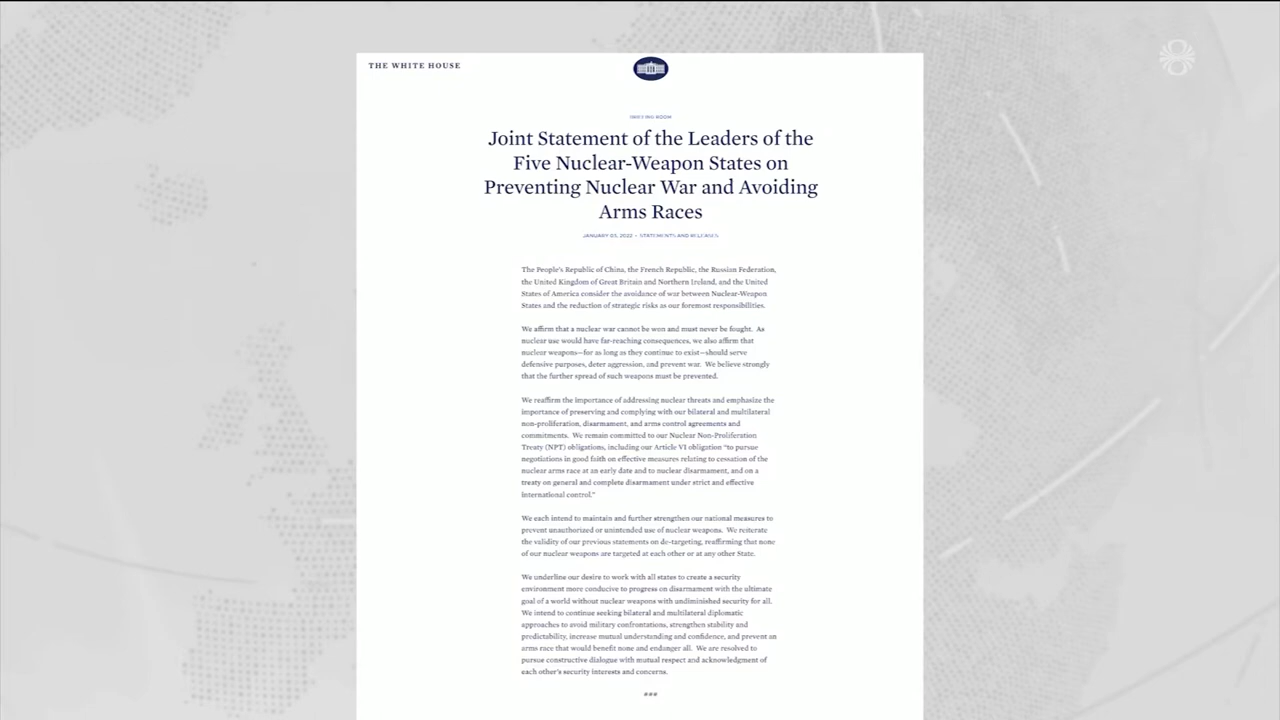 THE WHITE HOUSE
BRIEFING ROOM
Joint Statement of the Leaders of the
Five Nuclear-Weapon States on
Preventing Nuclear War and Avoiding
Arms Races
JANUARY 03, 2022 • STATEMENTS AND RELEASES
The People's Republic of China, the French Republic, the Russian Federation,
the United Kingdom of Great Britain and Northern Ireland, and the United
States of America consider the avoidance of war between Nuclear-Weapon
States and the reduction of strategic risks as our foremost responsibilities.
We affirm that a nuclear war cannot be won and must never be fought. As
nuclear use would have far-reaching consequences, we also affirm that
nuclear weapons—for as long as they continue to exist—should serve
defensive purposes, deter aggression, and prevent war. We believe strongly
that the further spread of such weapons must be prevented.
We reaffirm the importance of addressing nuclear threats and emphasize the
importance of preserving and complying with our bilateral and multilateral
non-proliferation, disarmament, and arms control agreements and
commitments. We remain committed to our Nuclear Non-Proliferation
Treaty (NPT) obligations, including our Article VI obligation "to pursue
negotiations in good faith on effective measures relating to cessation of the
nuclear arms race at an early date and to nuclear disarmament, and on a
treaty on general and complete disarmament under strict and effective
international control."
We each intend to maintain and further strengthen our national measures to
prevent unauthorized or unintended use of nuclear weapons. We reiterate
the validity of our previous statements on de-targeting, reaffirming that none
of our nuclear weapons are targeted at each other or at any other State.
We underline our desire to work with all states to create a security
environment more conducive to progress on disarmament with the ultimate
goal of a world without nuclear weapons with undiminished security for all.
We intend to continue seeking bilateral and multilateral diplomatic
approaches to avoid military confrontations, strengthen stability and
predictability, increase mutual understanding and confidence, and prevent an
arms race that would benefit none and endanger all. We are resolved to
pursue constructive dialogue with mutual respect and acknowledgment of
each other's security interests and concerns.
###